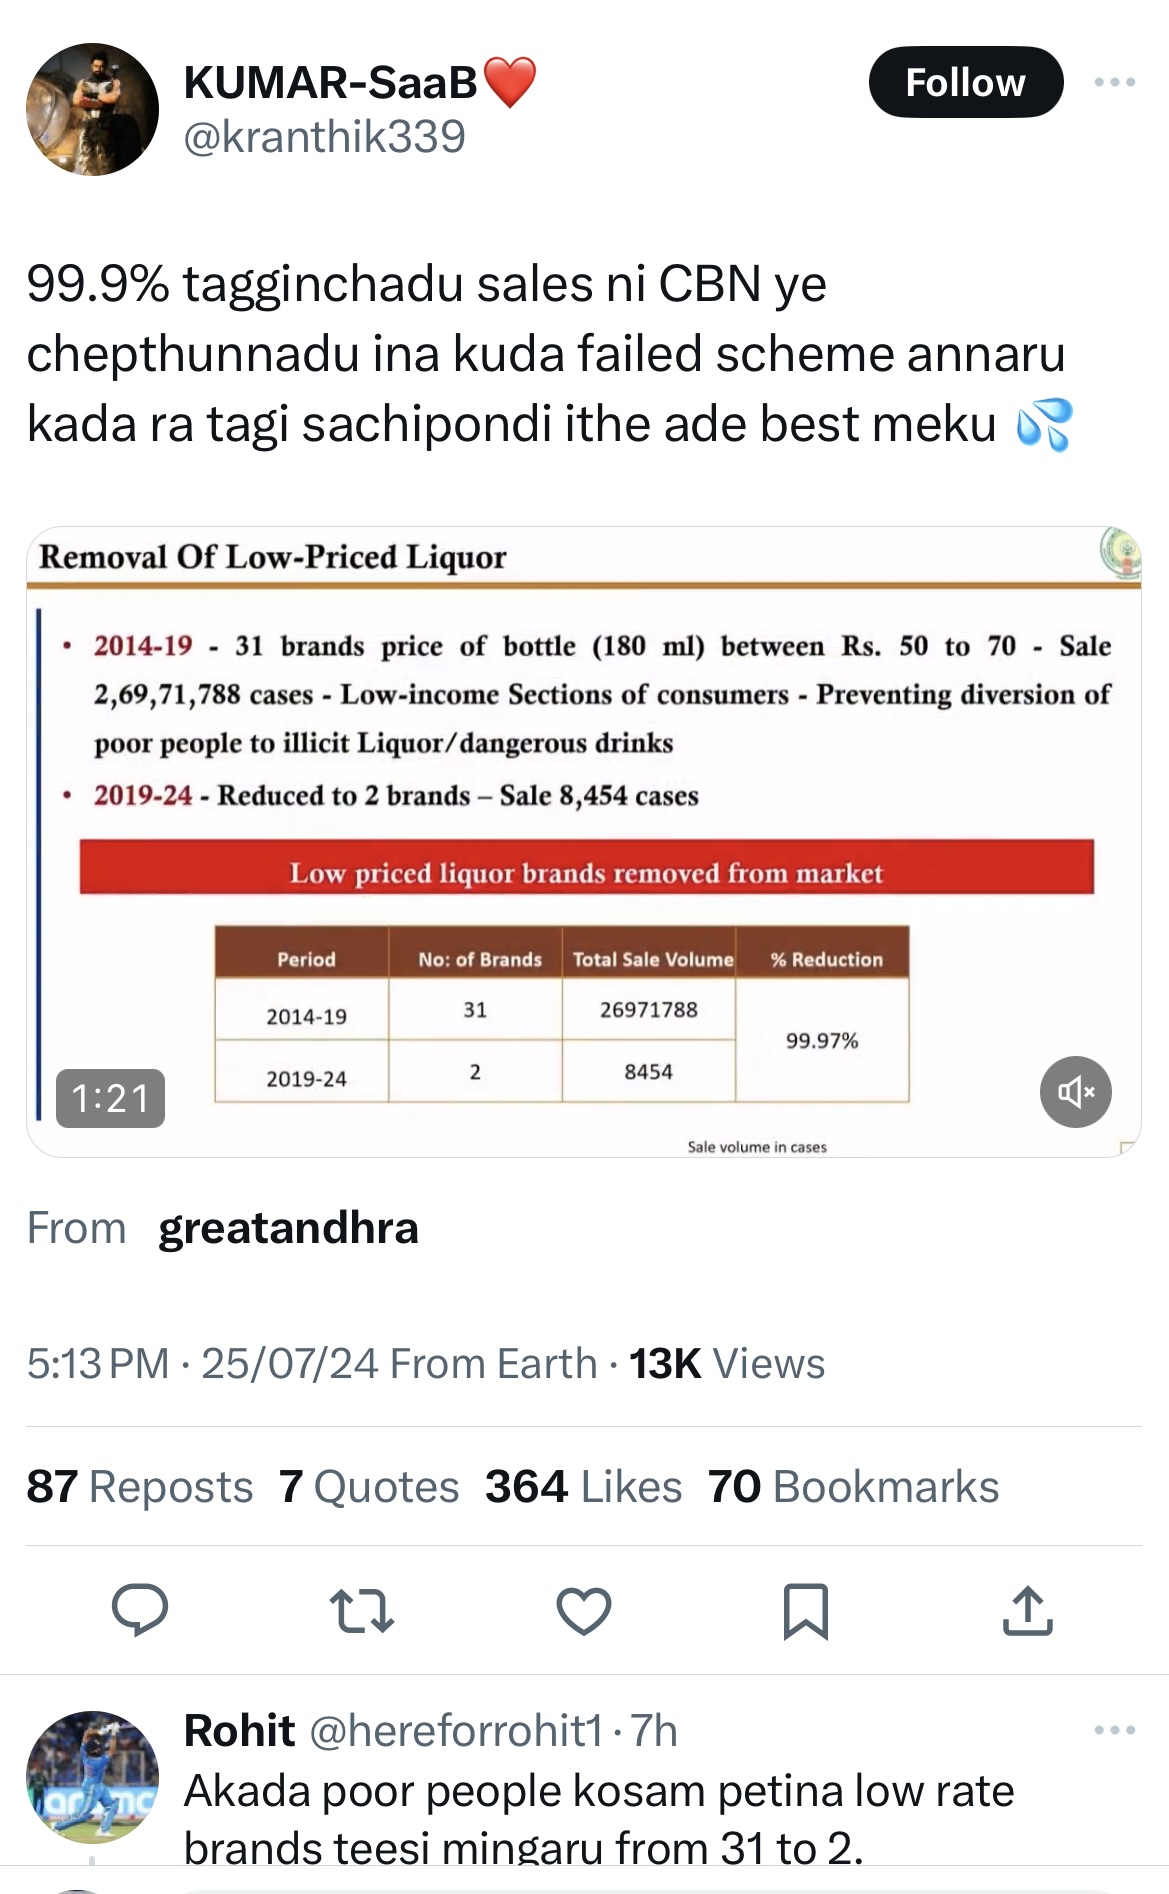 KUMAR-SaaB❤️
Follow
@kranthik339
99.9% tagginchadu sales ni CBN ye
chepthunnadu ina kuda failed scheme annaru
kada ra tagi sachipondi ithe ade best meku 💦
Removal Of Low-Priced Liquor
• 2014-19 - 31 brands price of bottle (180 ml) between Rs. 50 to 70 - Sale
2,69,71,788 cases - Low-income Sections of consumers - Preventing diversion of
poor people to illicit Liquor/dangerous drinks
• 2019-24 - Reduced to 2 brands – Sale 8,454 cases
Low priced liquor brands removed from market
Period No: of Brands Total Sale Volume % Reduction
2014-19 31 26971788
99.97%
2019-24 2 8454
1:21
Sale volume in cases
From greatandhra
5:13 PM · 25/07/24 From Earth · 13K Views
87 Reposts 7 Quotes 364 Likes 70 Bookmarks
Rohit @hereforrohit1 · 7h
Akada poor people kosam petina low rate
brands teesi mingaru from 31 to 2.